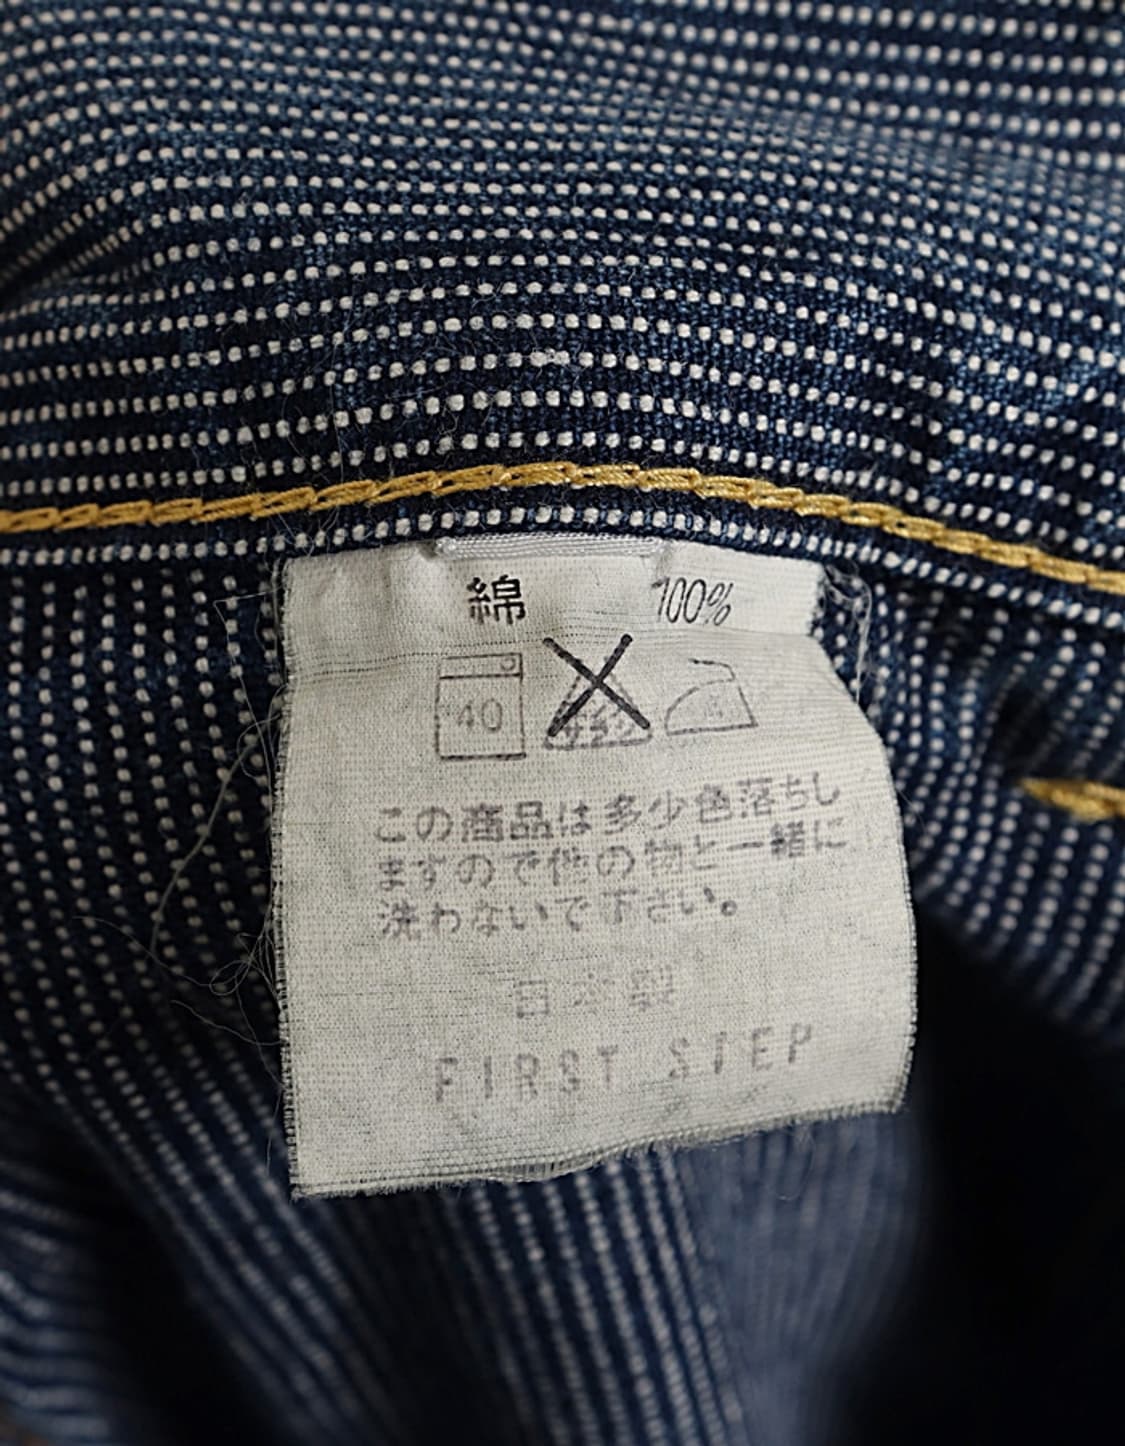 綿 100%
40
この商品は多少色落ちし
ますので他の物と一緒に
洗わないで下さい。
日本製
FIRST STEP